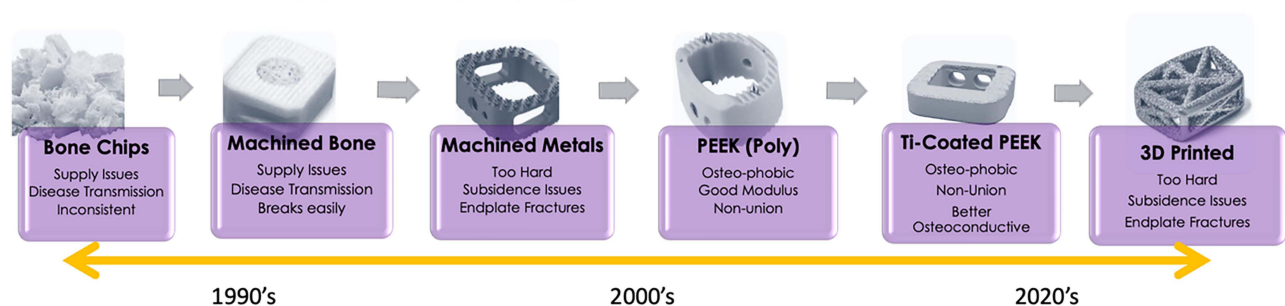 Bone Chips
Supply Issues
Disease Transmission
Inconsistent
Machined Bone
Supply Issues
Disease Transmission
Breaks easily
Machined Metals
Too Hard
Subsidence Issues
Endplate Fractures
PEEK (Poly)
Osteo-phobic
Good Modulus
Non-union
Ti-Coated PEEK
Osteo-phobic
Non-Union
Better
Osteoconductive
3D Printed
Too Hard
Subsidence Issues
Endplate Fractures
1990’s
2000’s
2020’s